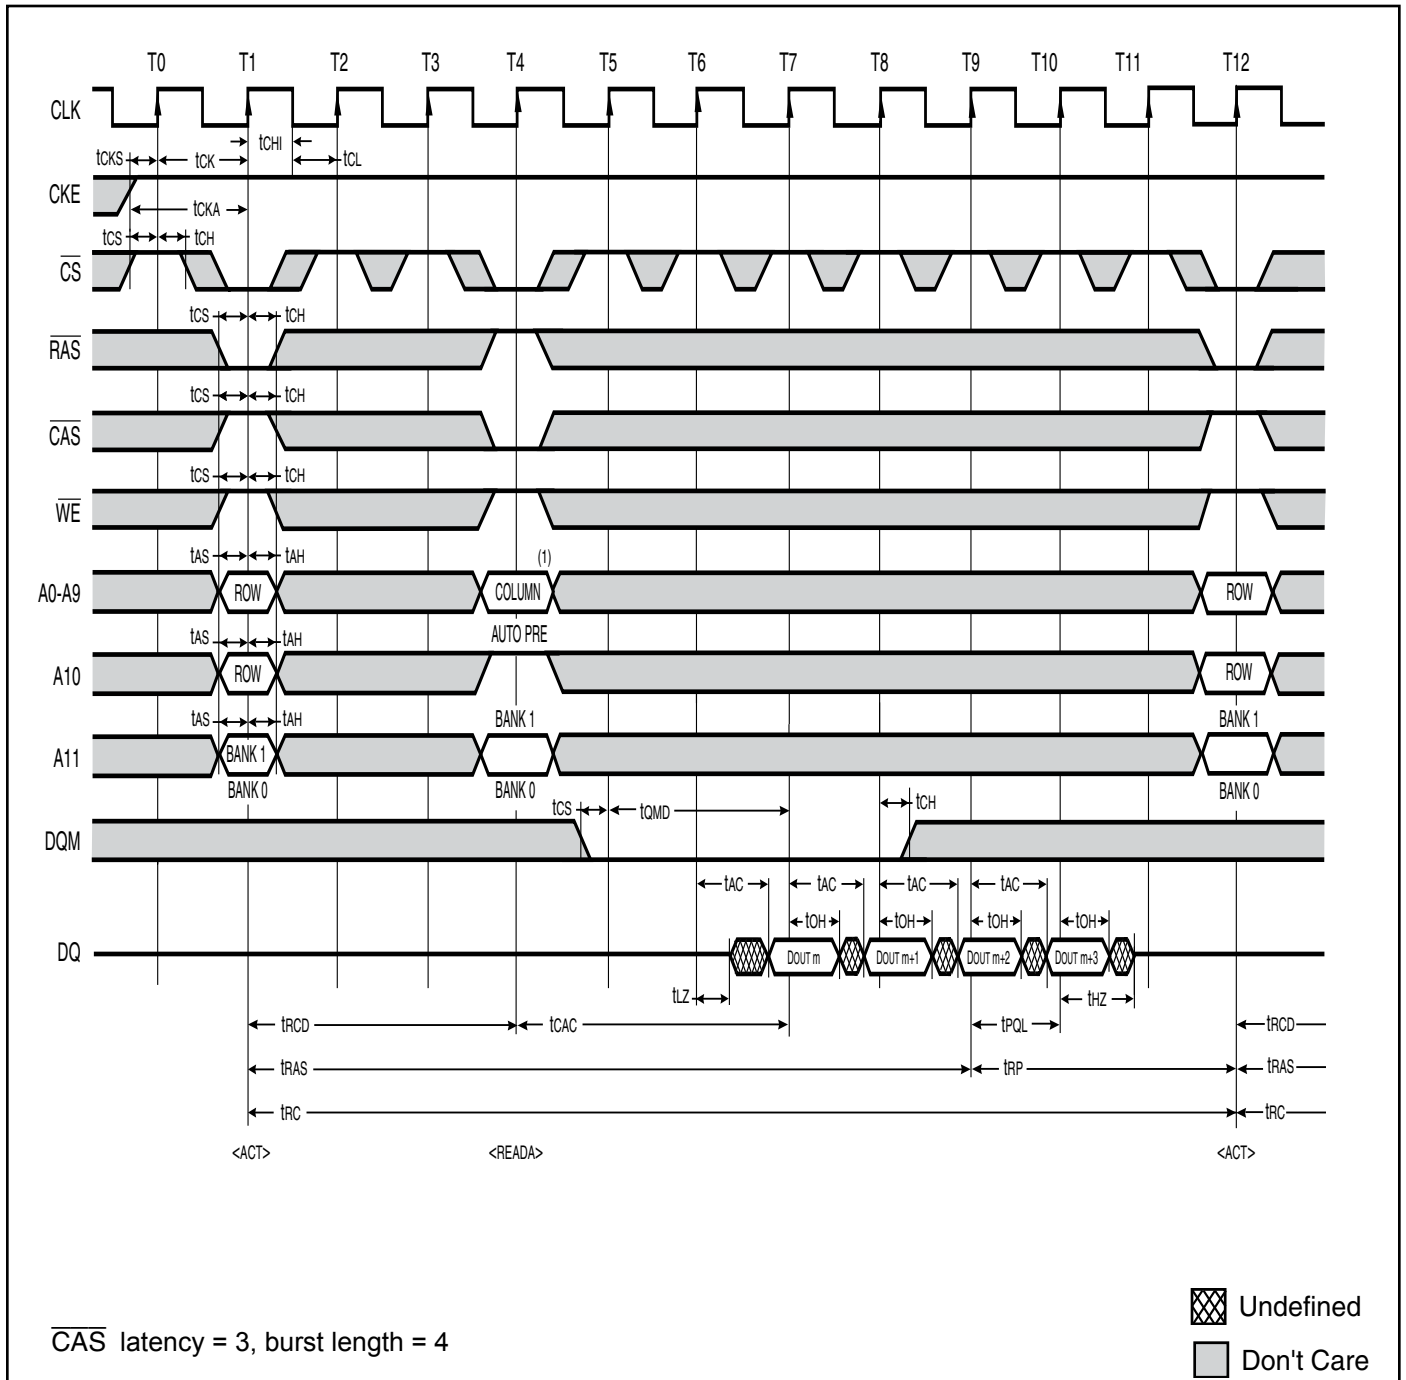 T0 T1 T2 T3 T4 T5 T6 T7 T8 T9 T10 T11 T12
CLK
tCHI
tCKS tCK tCL
CKE
tCKA
tCS tCH
CS
tCS tCH
RAS
tCS tCH
CAS
tCS tCH
WE
tAS tAH (1)
A0-A9 ROW COLUMN ROW
tAS tAH AUTO PRE
A10 ROW ROW
tAS tAH BANK 1 BANK 1
A11 BANK 1
BANK 0 BANK 0 BANK 0
tCS tQMD tCH
DQM
tAC tAC tAC tAC
tOH tOH tOH tOH
DQ DOUT m DOUT m+1 DOUT m+2 DOUT m+3
tLZ tHZ
tRCD tCAC tPQL tRCD
tRAS tRP tRAS
tRC tRC
<ACT> <READA> <ACT>
Undefined
CAS latency = 3, burst length = 4
Don't Care